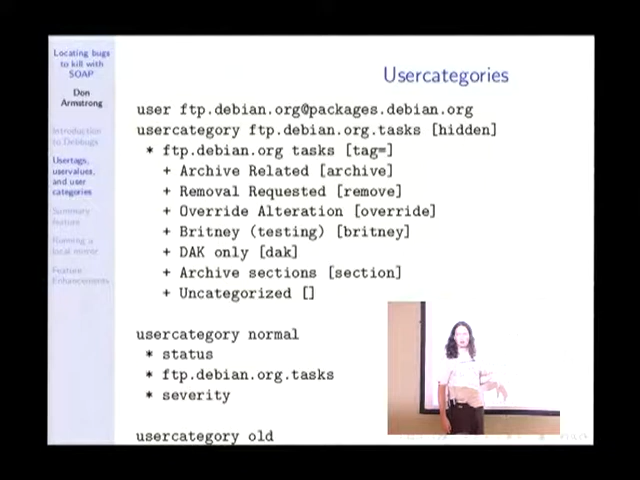 Locating bugs
to kill with
SOAP
Don
Armstrong
Introduction
to Debbugs
Usertags,
uservalues,
and user
categories
Summary
feature
Running a
local mirror
Feature
Enhancements
Usercategories
user ftp.debian.org@packages.debian.org
usercategory ftp.debian.org.tasks [hidden]
* ftp.debian.org tasks [tag=]
+ Archive Related [archive]
+ Removal Requested [remove]
+ Override Alteration [override]
+ Britney (testing) [britney]
+ DAK only [dak]
+ Archive sections [section]
+ Uncategorized []
usercategory normal
* status
* ftp.debian.org.tasks
* severity
usercategory old